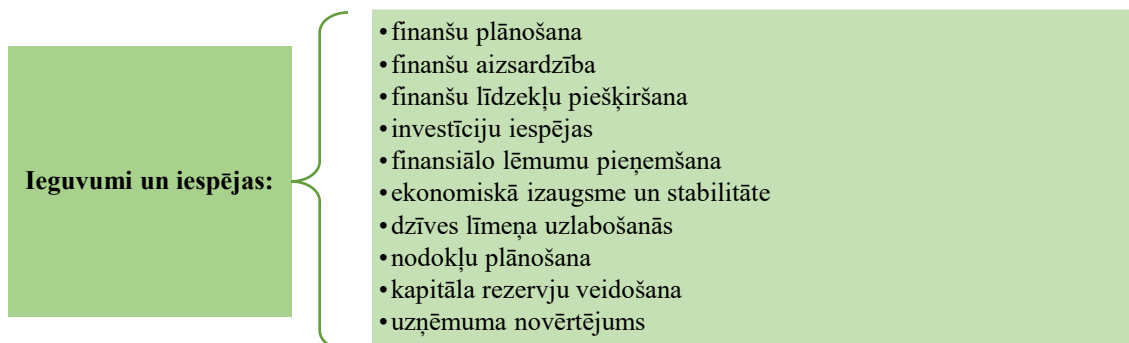 Ieguvumi un iespējas:
•finanšu plānošana
•finanšu aizsardzība
•finanšu līdzekļu piešķiršana
•investīciju iespējas
•finansiālo lēmumu pieņemšana
•ekonomiskā izaugsme un stabilitāte
•dzīves līmeņa uzlabošanās
•nodokļu plānošana
•kapitāla rezervju veidošana
•uzņēmuma novērtējums